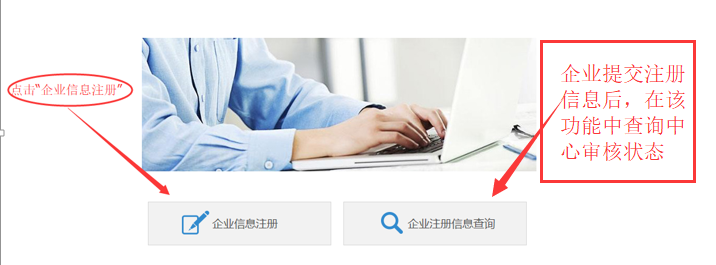 点击“企业信息注册”
企业提交注册
信息后，在该
功能中查询中
心审核状态
企业信息注册
企业注册信息查询